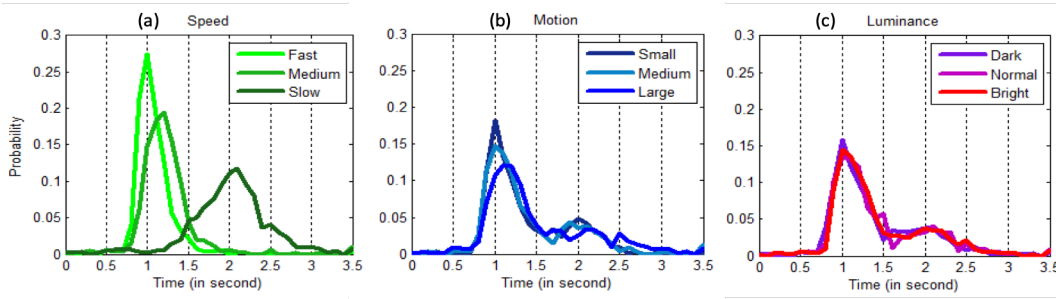 (a) Speed
Probability
0.3
0.25
0.2
0.15
0.1
0.05
0
Fast
Medium
Slow
0 0.5 1 1.5 2 2.5 3 3.5
Time (in second)
(b) Motion
0.3
0.25
0.2
0.15
0.1
0.05
0
Small
Medium
Large
0 0.5 1 1.5 2 2.5 3 3.5
Time (in second)
(c) Luminance
0.3
0.25
0.2
0.15
0.1
0.05
0
Dark
Normal
Bright
0 0.5 1 1.5 2 2.5 3 3.5
Time (in second)